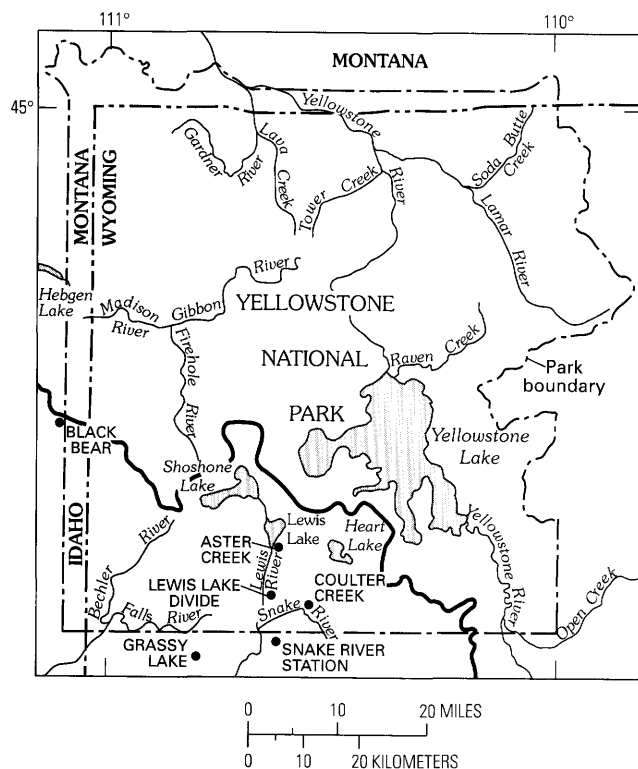 111°
110°
MONTANA
45°
Yellowstone
River
Gardner
River
Lava
Creek
Tower
Creek
Soda Butte
Creek
Lamar
River
MONTANA
WYOMING
Hebgen
Lake
Madison
River
Gibbon
River
YELLOWSTONE
NATIONAL
PARK
Firehole
River
Raven Creek
Park
boundary
BLACK
BEAR
Yellowstone
Lake
Shoshone
Lake
Lewis
Lake
Heart
Lake
ASTER
CREEK
Lewis
River
IDAHO
Bechler
River
LEWIS LAKE
DIVIDE
COULTER
CREEK
Yellowstone
River
Open Creek
Falls
River
Snake
River
GRASSY
LAKE
SNAKE RIVER
STATION
0 10 20 MILES
0 10 20 KILOMETERS